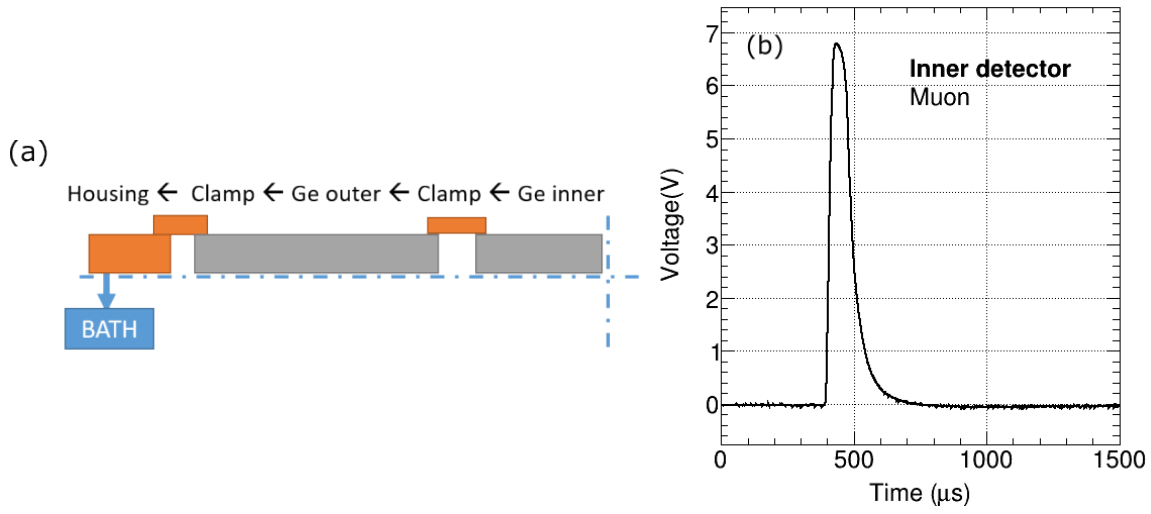 (a)
Housing ← Clamp ← Ge outer ← Clamp ← Ge inner
BATH
(b)
Inner detector
Muon
Voltage(V)
7
6
5
4
3
2
1
0
0 500 1000 1500
Time (μs)